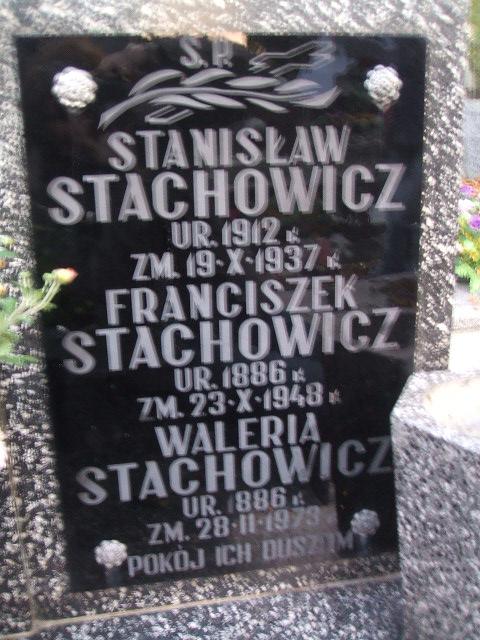 Ś.P.
STANISŁAW
STACHOWICZ
UR. 1912 R.
ZM. 19·X·1937 R.
FRANCISZEK
STACHOWICZ
UR. 1886 R.
ZM. 23·X·1948 R.
WALERIA
STACHOWICZ
UR. 1886 R.
ZM. 28·11·1973
POKÓJ ICH DUSZOM